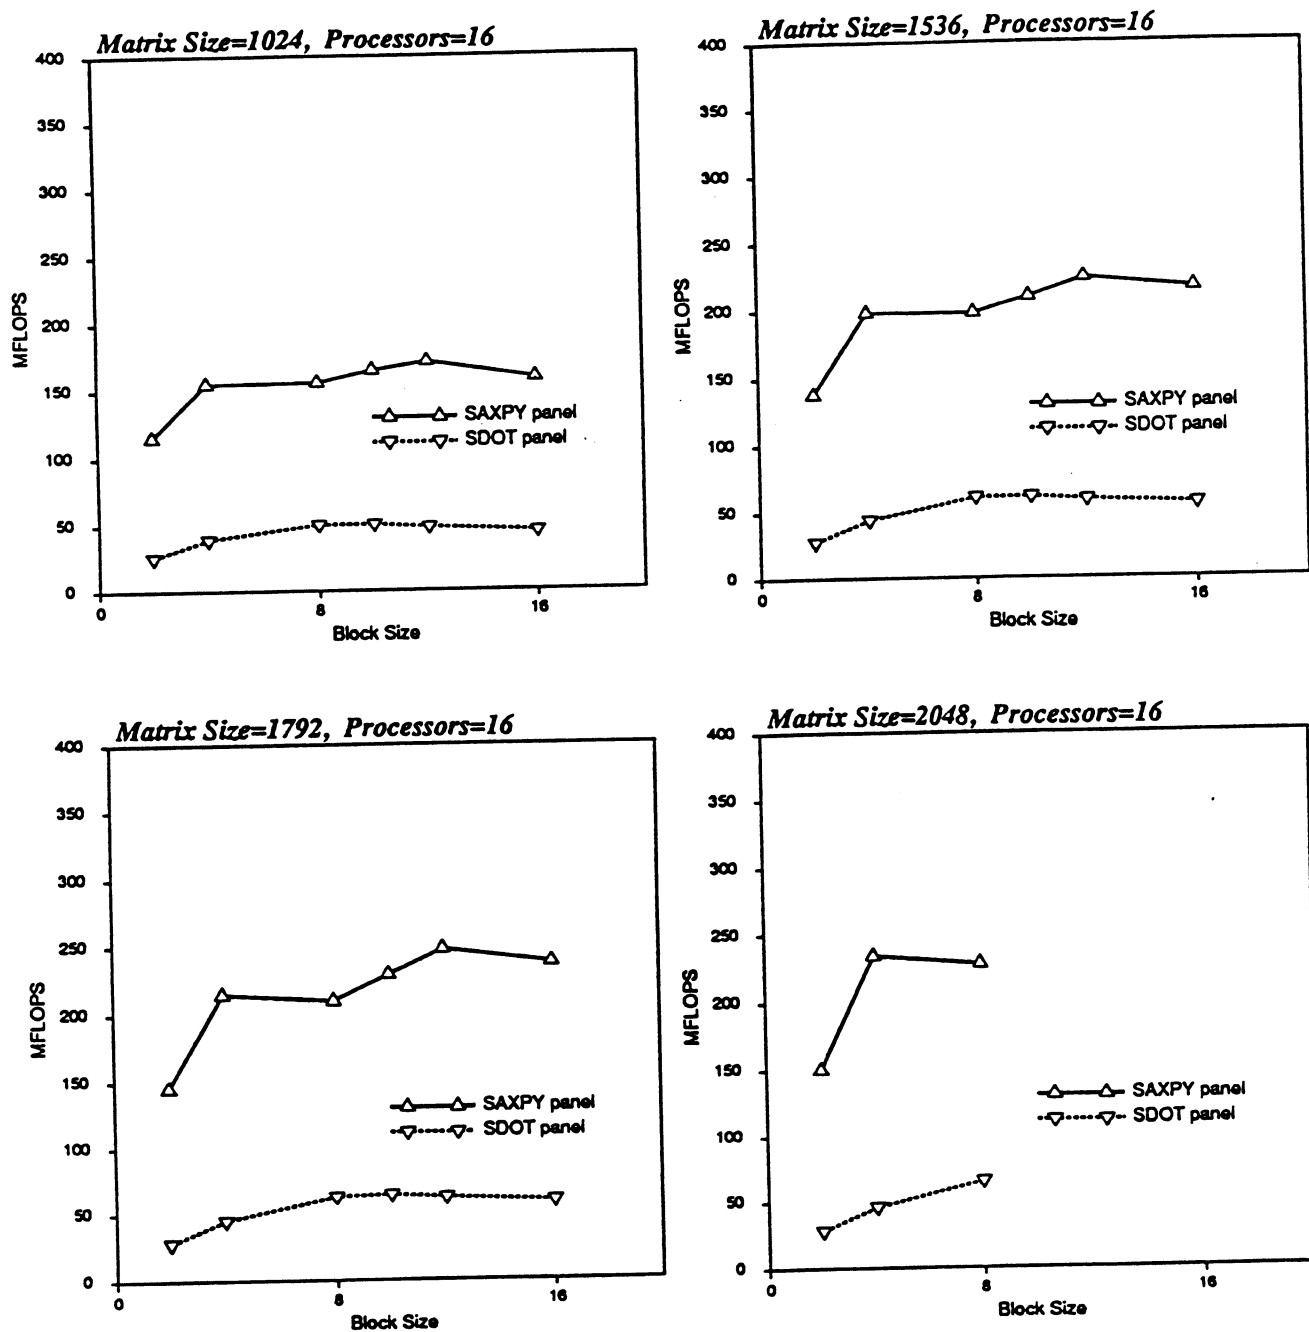 Matrix Size=1024, Processors=16
400
350
300
250
200
150
100
50
0
MFLOPS
SAXPY panel
SDOT panel
0
8
16
Block Size
Matrix Size=1536, Processors=16
400
350
300
250
200
150
100
50
0
MFLOPS
SAXPY panel
SDOT panel
0
8
16
Block Size
Matrix Size=1792, Processors=16
400
350
300
250
200
150
100
50
0
MFLOPS
SAXPY panel
SDOT panel
0
8
16
Block Size
Matrix Size=2048, Processors=16
400
350
300
250
200
150
100
50
0
MFLOPS
SAXPY panel
SDOT panel
0
8
16
Block Size